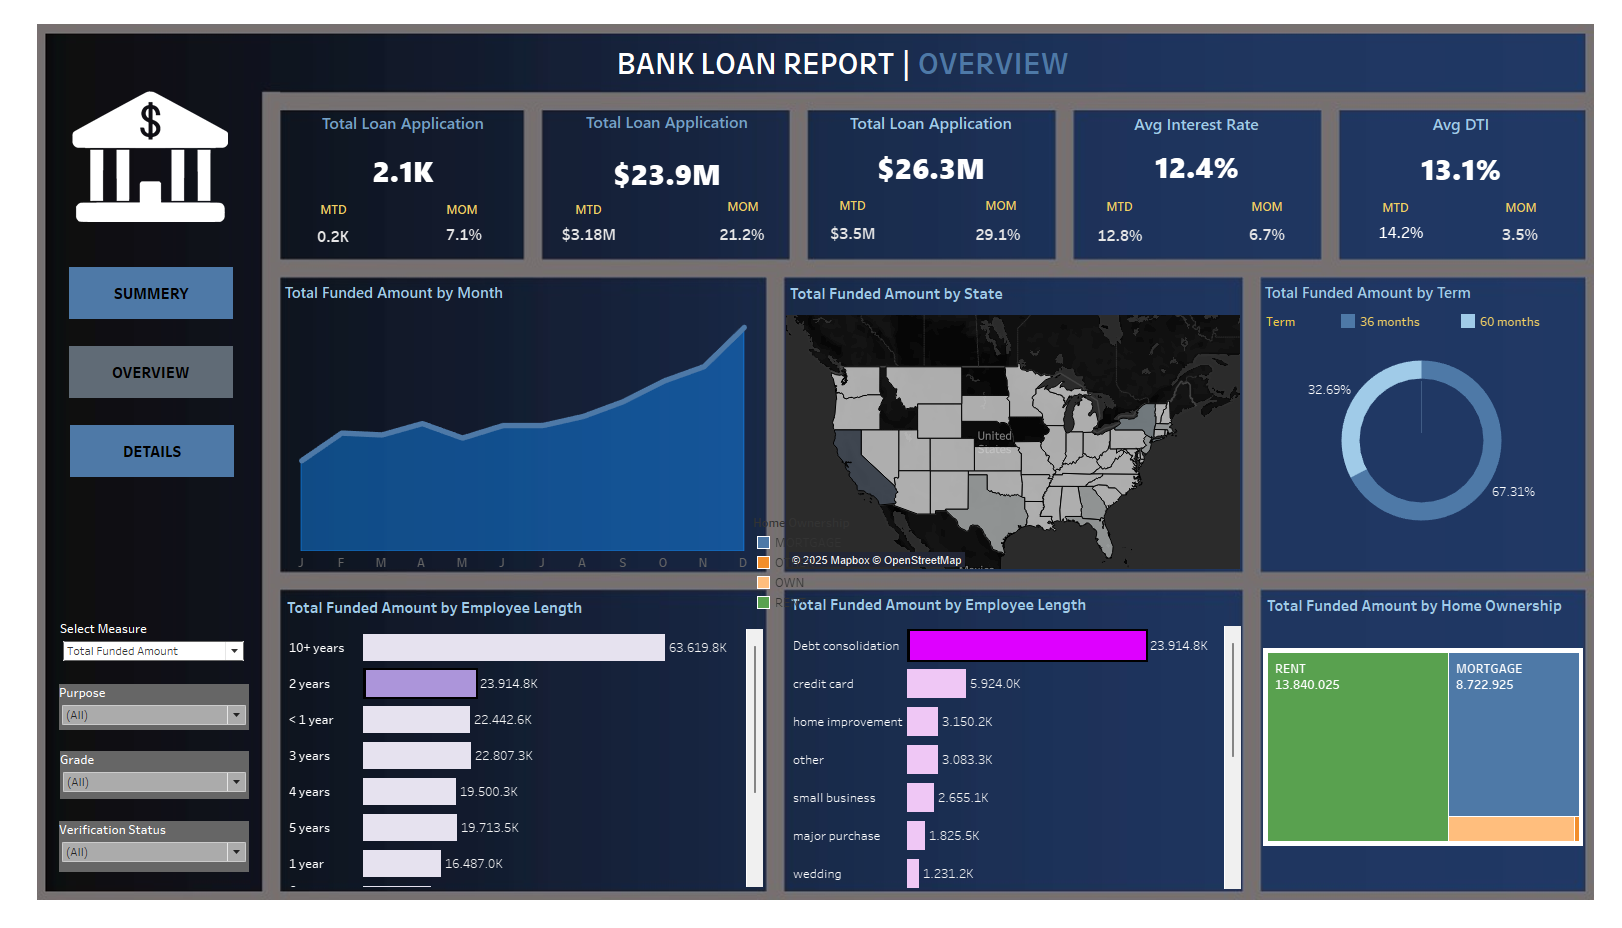 BANK LOAN REPORT | OVERVIEW
$
SUMMERY
OVERVIEW
DETAILS
Select Measure
Total Funded Amount
Purpose
(All)
Grade
(All)
Verification Status
(All)
Total Loan Application
2.1K
MTD MOM
0.2K 7.1%
Total Loan Application
$23.9M
MTD MOM
$3.18M 21.2%
Total Loan Application
$26.3M
MTD MOM
$3.5M 29.1%
Avg Interest Rate
12.4%
MTD MOM
12.8% 6.7%
Avg DTI
13.1%
MTD MOM
14.2% 3.5%
Total Funded Amount by Month
J F M A M J J A S O N D
Home Ownership
OWN
Total Funded Amount by State
United
States
Mexico
© 2025 Mapbox © OpenStreetMap
Total Funded Amount by Term
Term 36 months 60 months
32.69%
67.31%
Total Funded Amount by Employee Length
10+ years 63.619.8K
2 years 23.914.8K
< 1 year 22.442.6K
3 years 22.807.3K
4 years 19.500.3K
5 years 19.713.5K
1 year 16.487.0K
Total Funded Amount by Employee Length
Debt consolidation 23.914.8K
credit card 5.924.0K
home improvement 3.150.2K
other 3.083.3K
small business 2.655.1K
major purchase 1.825.5K
wedding 1.231.2K
Total Funded Amount by Home Ownership
RENT
13.840.025
MORTGAGE
8.722.925